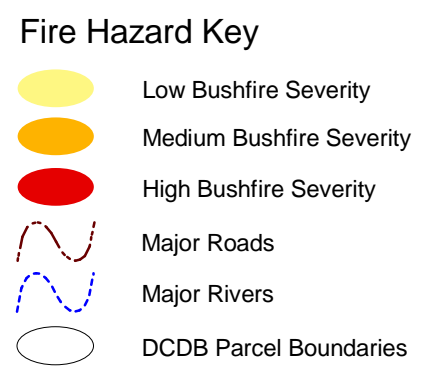 Fire Hazard Key
Low Bushfire Severity
Medium Bushfire Severity
High Bushfire Severity
Major Roads
Major Rivers
DCDB Parcel Boundaries